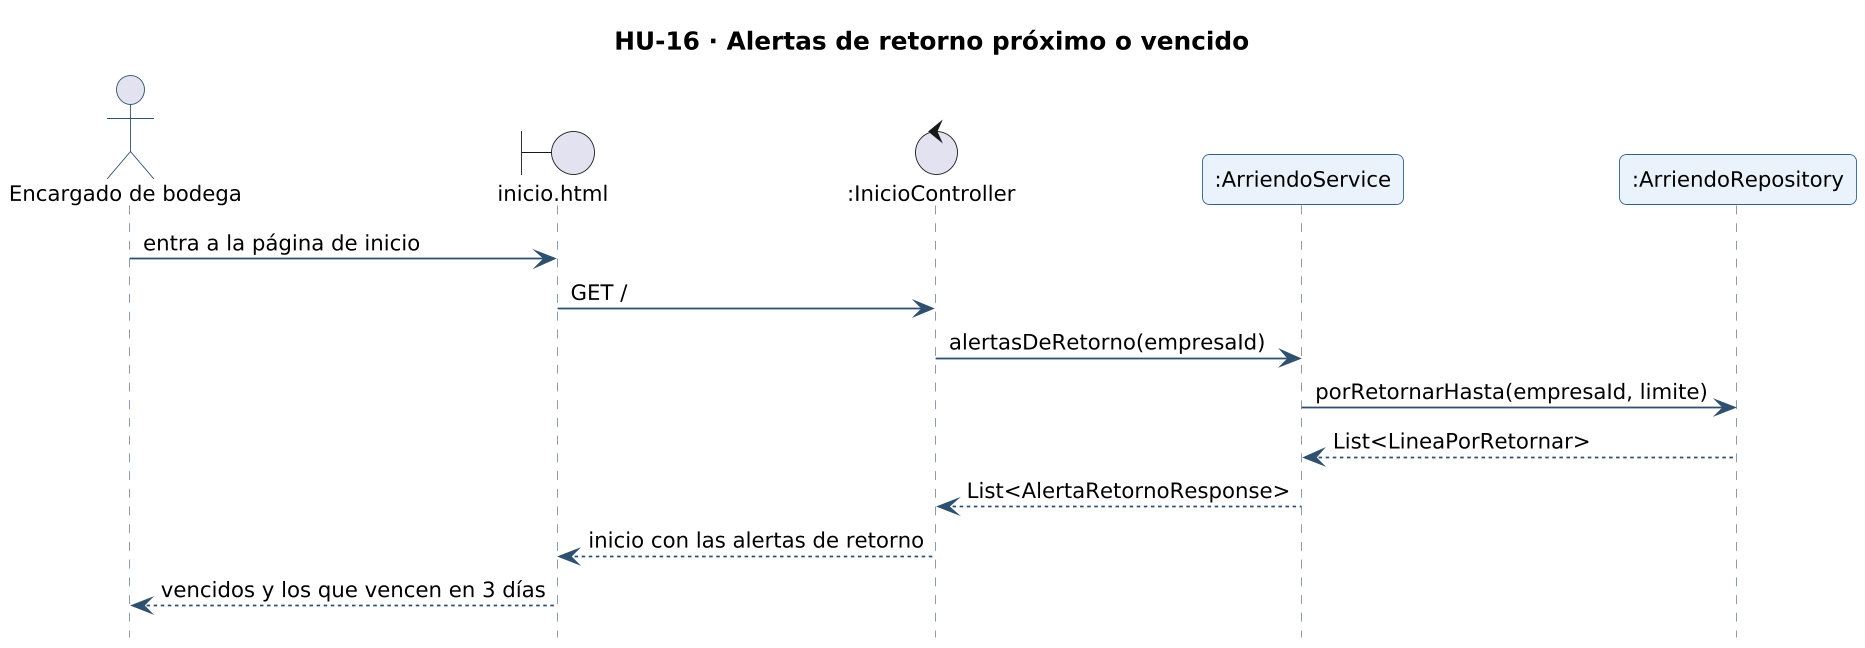 HU-16 · Alertas de retorno próximo o vencido
Encargado de bodega
inicio.html
:InicioController
:ArriendoService
:ArriendoRepository
entra a la página de inicio
GET /
alertasDeRetorno(empresaId)
porRetornarHasta(empresaId, limite)
List<LineaPorRetornar>
List<AlertaRetornoResponse>
inicio con las alertas de retorno
vencidos y los que vencen en 3 días